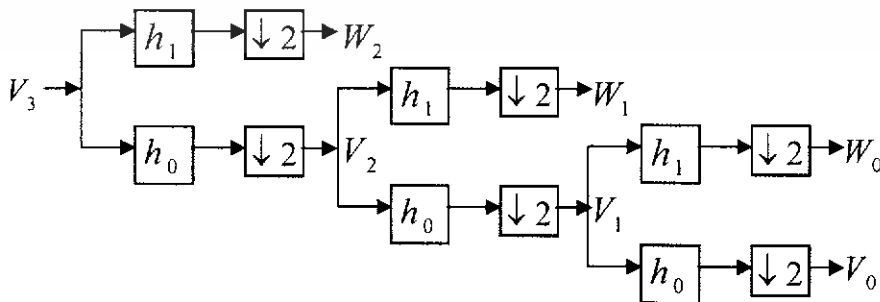 h₁ ↓ 2 W₂
V₃
h₁ ↓ 2 W₁
h₀ ↓ 2 V₂
h₁ ↓ 2 W₀
h₀ ↓ 2 V₁
h₀ ↓ 2 V₀